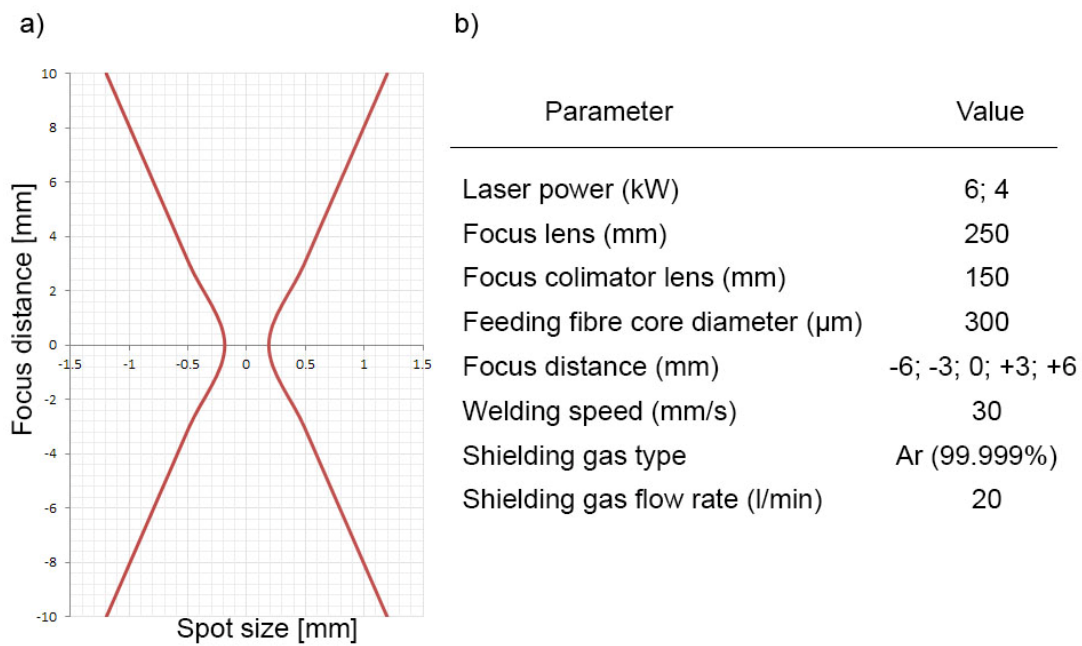 a)
b)
10
8
6
4
2
0
-2
-4
-6
-8
-10
-1.5 -1 -0.5 0 0.5 1 1.5
Focus distance [mm]
Spot size [mm]
Parameter Value
Laser power (kW) 6; 4
Focus lens (mm) 250
Focus colimator lens (mm) 150
Feeding fibre core diameter (µm) 300
Focus distance (mm) -6; -3; 0; +3; +6
Welding speed (mm/s) 30
Shielding gas type Ar (99.999%)
Shielding gas flow rate (l/min) 20